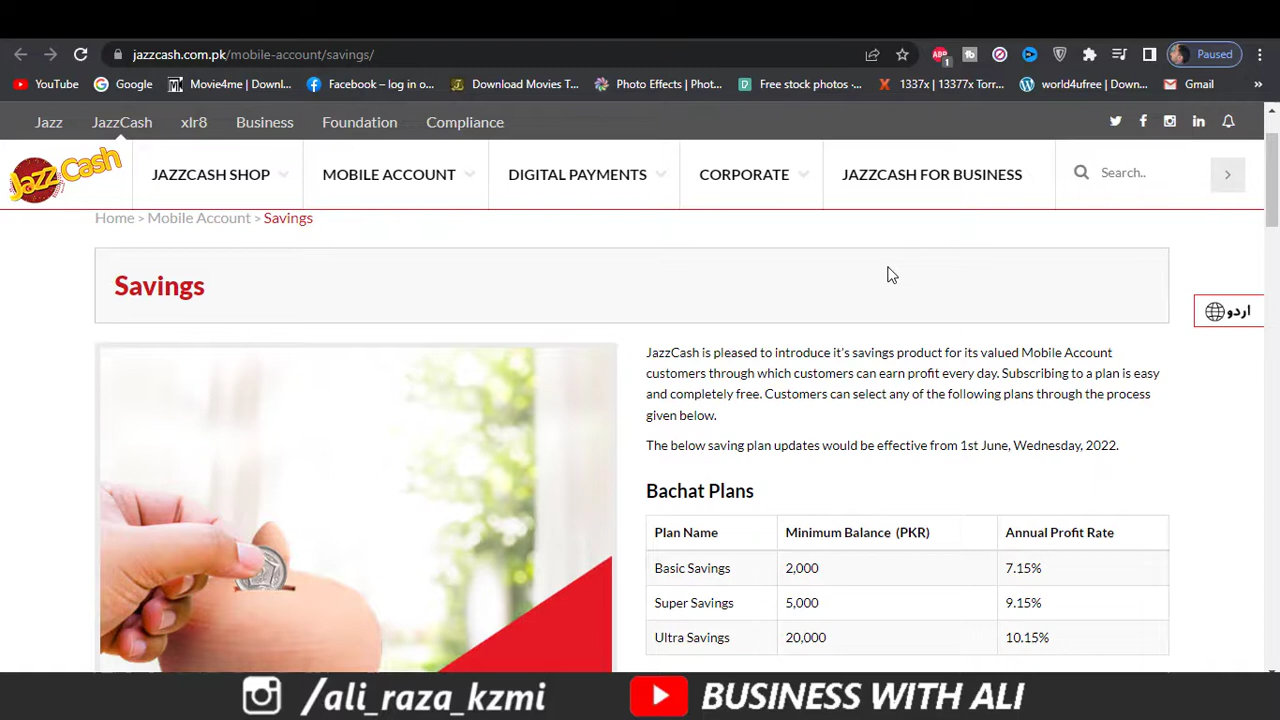 jazzcash.com.pk/mobile-account/savings/
ABP
1
Paused
YouTube
Google
Movie4me | Downl...
Facebook – log in o...
Download Movies T...
Photo Effects | Phot...
Free stock photos ·...
1337x | 13377x Torr...
world4ufree | Down...
Gmail
»
Jazz
JazzCash
xlr8
Business
Foundation
Compliance
Jazz Cash
JAZZCASH SHOP
MOBILE ACCOUNT
DIGITAL PAYMENTS
CORPORATE
JAZZCASH FOR BUSINESS
Search..
Home > Mobile Account > Savings
Savings
اردو
JazzCash is pleased to introduce it's savings product for its valued Mobile Account
customers through which customers can earn profit every day. Subscribing to a plan is easy
and completely free. Customers can select any of the following plans through the process
given below.
The below saving plan updates would be effective from 1st June, Wednesday, 2022.
Bachat Plans
Plan Name Minimum Balance (PKR) Annual Profit Rate
Basic Savings 2,000 7.15%
Super Savings 5,000 9.15%
Ultra Savings 20,000 10.15%
/ali_raza_kzmi
BUSINESS WITH ALI